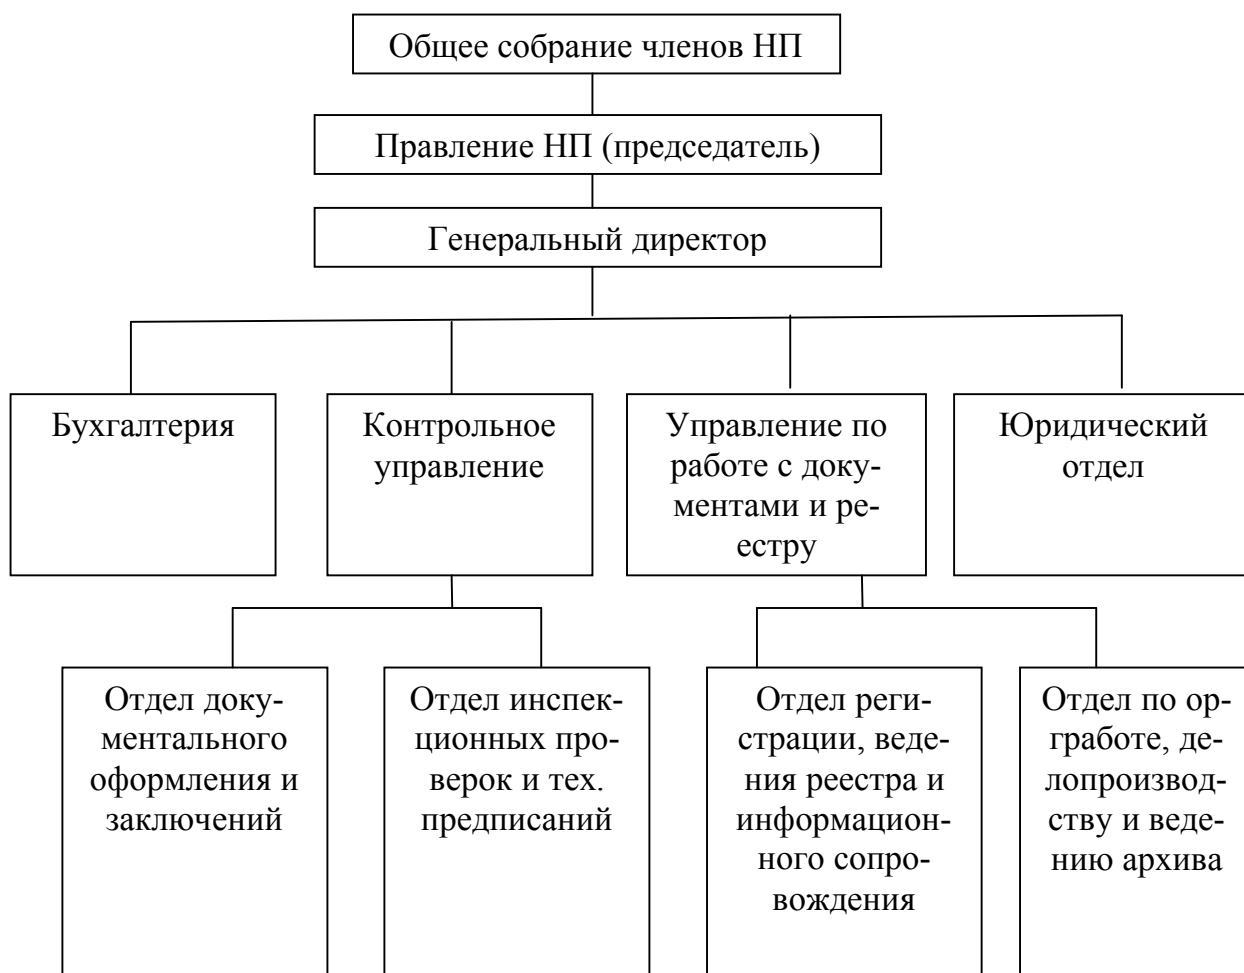 Общее собрание членов НП
Правление НП (председатель)
Генеральный директор
Бухгалтерия
Контрольное
управление
Управление по
работе с доку-
ментами и ре-
естру
Юридический
отдел
Отдел доку-
ментального
оформления и
заключений
Отдел инспек-
ционных про-
верок и тех.
предписаний
Отдел реги-
страции, веде-
ния реестра и
информацион-
ного сопро-
вождения
Отдел по ор-
гработе, де-
лопроизвод-
ству и веде-
нию архива